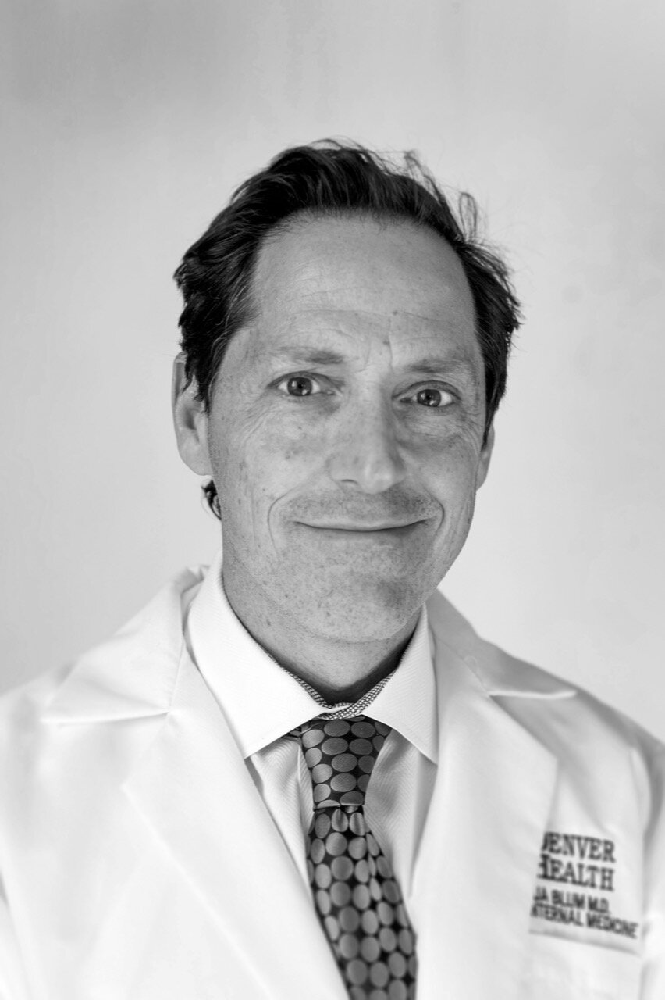 DENVER
HEALTH
BLUM M.D.
INTERNAL MEDICINE